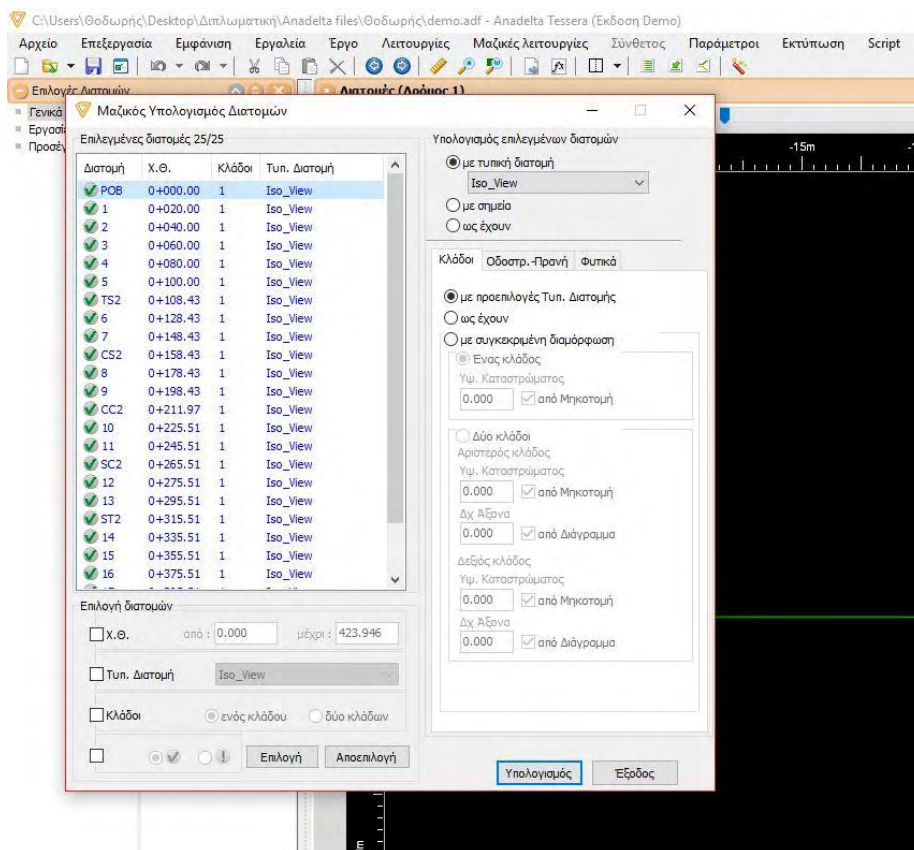 C:\Users\Θοδωρής\Desktop\Διπλωματική\Anadelta files\Θοδωρής\demo.adf - Anadelta Tessera (Έκδοση Demo)
Αρχείο Επεξεργασία Εμφάνιση Εργαλεία Έργο Λειτουργίες Μαζικές λειτουργίες Σύνθετος Παράμετροι Εκτύπωση Script
Επιλογές Διατομών Διατομές (Δρόμος 1)
Γενικά
-15m
Μαζικός Υπολογισμός Διατομών
Επιλεγμένες διατομές 25/25
Διατομή Χ.Θ. Κλάδοι Τυπ. Διατομή
POB 0+000.00 1 Iso_View
1 0+020.00 1 Iso_View
2 0+040.00 1 Iso_View
3 0+060.00 1 Iso_View
4 0+080.00 1 Iso_View
5 0+100.00 1 Iso_View
TS2 0+108.43 1 Iso_View
6 0+128.43 1 Iso_View
7 0+148.43 1 Iso_View
CS2 0+158.43 1 Iso_View
8 0+178.43 1 Iso_View
9 0+198.43 1 Iso_View
CC2 0+211.97 1 Iso_View
10 0+225.51 1 Iso_View
11 0+245.51 1 Iso_View
SC2 0+265.51 1 Iso_View
12 0+275.51 1 Iso_View
13 0+295.51 1 Iso_View
ST2 0+315.51 1 Iso_View
14 0+335.51 1 Iso_View
15 0+355.51 1 Iso_View
16 0+375.51 1 Iso_View
Επιλογή διατομών
Χ.Θ. από : 0.000 μέχρι : 423.946
Τυπ. Διατομή Iso_View
Κλάδοι ενός κλάδου δύο κλάδων
Επιλογή Αποεπιλογή
Υπολογισμός επιλεγμένων διατομών
με τυπική διατομή
Iso_View
με σημεία
ως έχουν
Κλάδοι Οδοστρ.-Πρανή Φυτικά
με προεπιλογές Τυπ. Διατομής
ως έχουν
με συγκεκριμένη διαμόρφωση
Ένας κλάδος
Υψ. Καταστρώματος
0.000 από Μηκοτομή
Δύο κλάδοι
Αριστερός κλάδος
Υψ. Καταστρώματος
0.000 από Μηκοτομή
Δχ Άξονα
0.000 από Διάγραμμα
Δεξιός κλάδος
Υψ. Καταστρώματος
0.000 από Μηκοτομή
Δχ Άξονα
0.000 από Διάγραμμα
Υπολογισμός Έξοδος